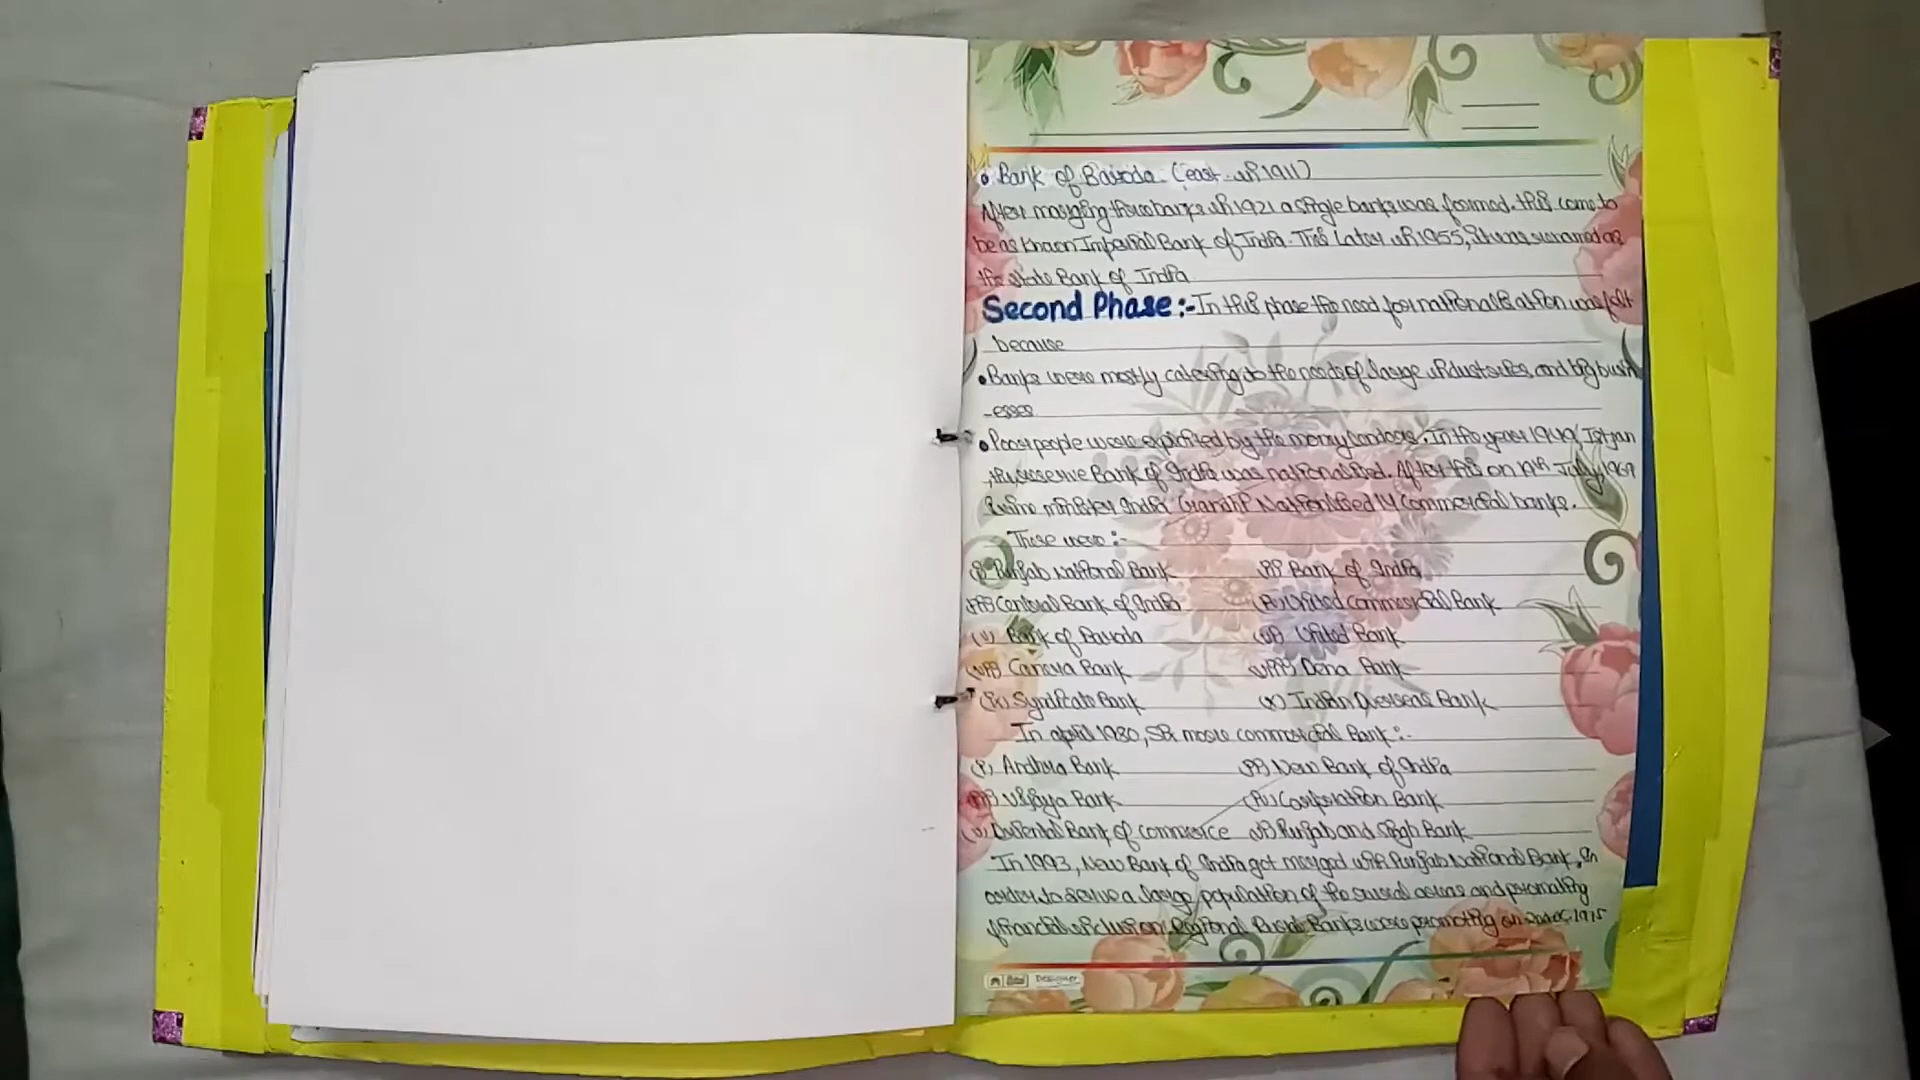 • Bank of Baroda. (east. in 1911)
After merging three banks in 1921 a single banks was formed. this came to
be as known Imperial Bank of India. This Later in 1955, it was renamed as
the state Bank of India
Second Phase:- In this phase the need for nationalisation was felt
because
• Banks were mostly catering to the needs of large industries and big busin
-esses
• Poor people were exploited by the money lenders. In the year 1949, 1st jan
the reserve Bank of India was nationalised. After this on 19th July, 1969
Prime minister India Gandhi Nationlised 14 Commercial banks.
These were :-
(i) Punjab National Bank (ii) Bank of India
(iii) Central Bank of India (iv) United commercial Bank
(v) Bank of Baroda (vi) United Bank
(vii) Canera Bank (viii) Dena Bank
(ix) Syndicate Bank (x) Indian Overseas Bank
In april 1980, six more commercial Bank:-
(i) Andhra Bank (ii) New Bank of India
(iii) Vijaya Bank (iv) Corporation Bank
(v) Oriental Bank of commerce (vi) Punjab and Singh Bank
In 1993, New Bank of India got merged with Punjab National Bank, In
order to serve a large population of the rural areas and promoting
financial inclusion Regional Rural Banks were promoting on 2 oct. 1975
Designer